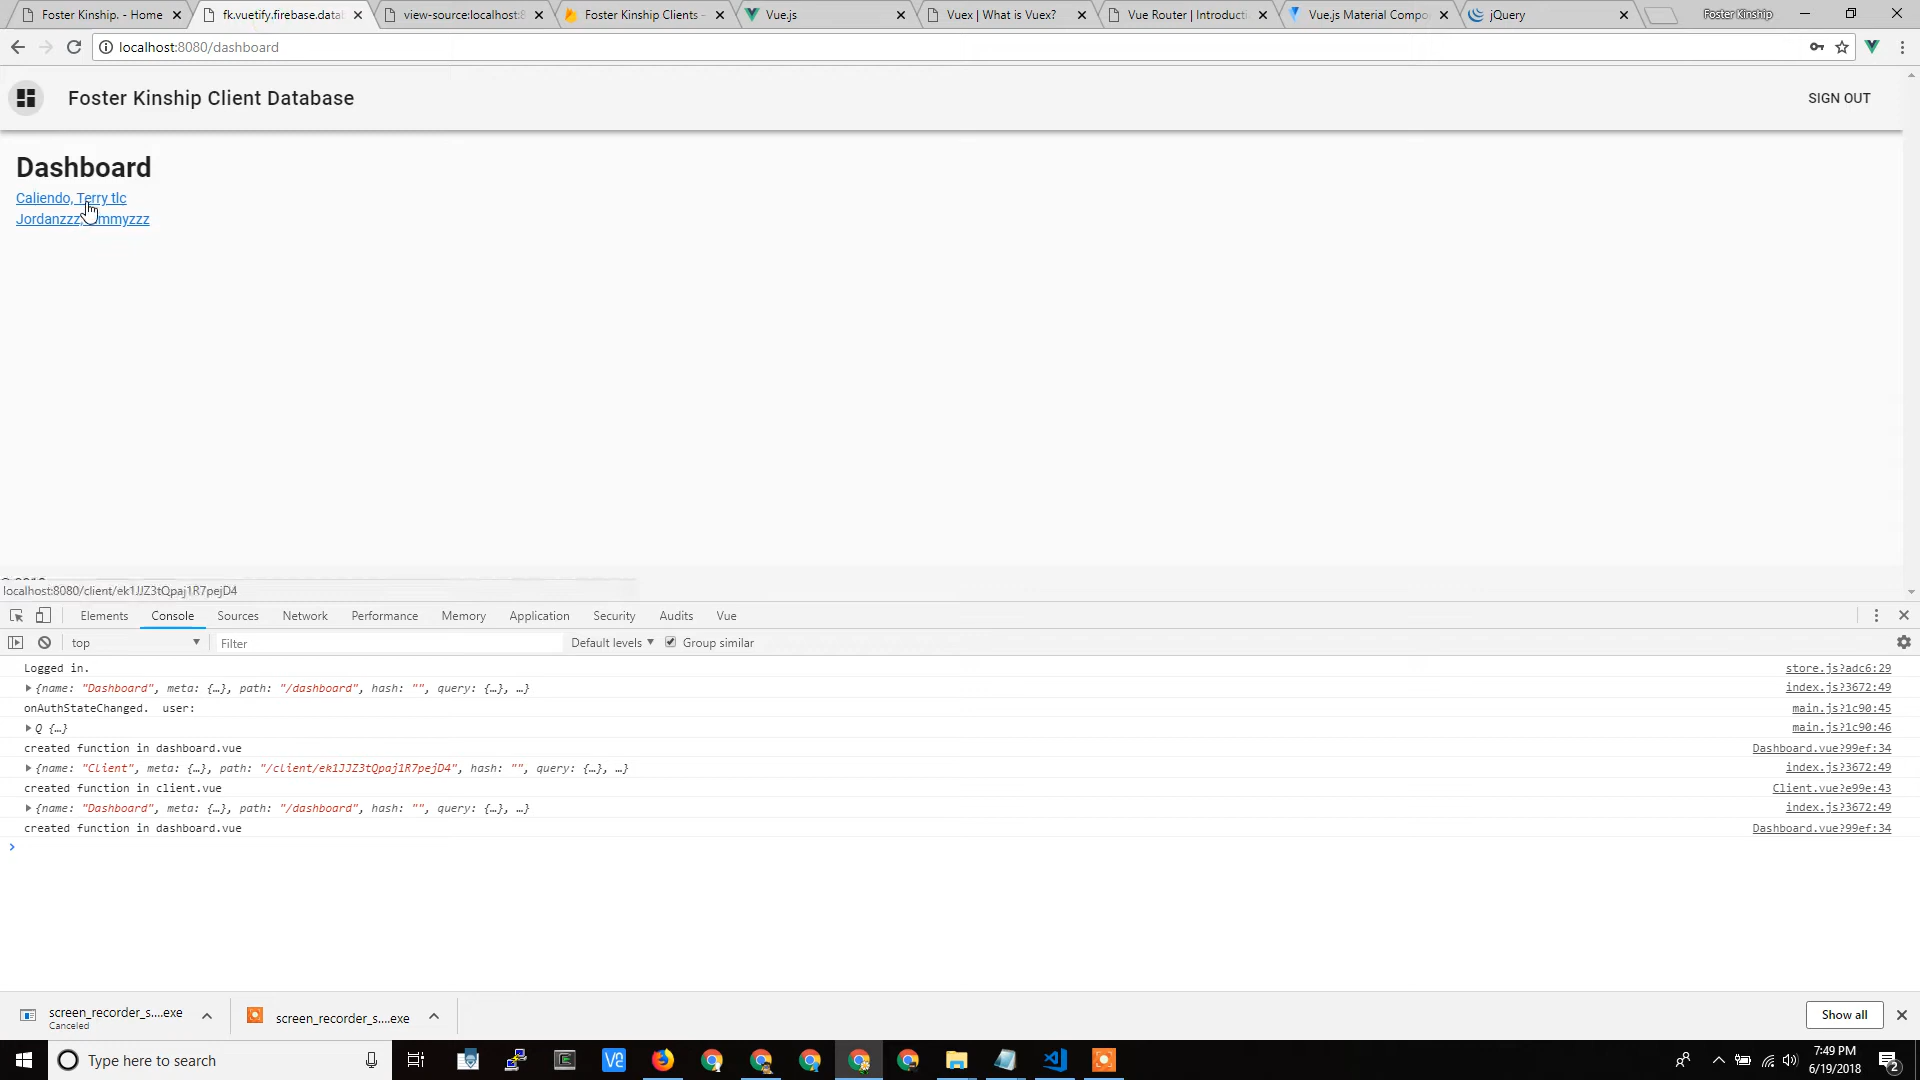 Foster Kinship. - Home
fk.vuetify.firebase.datab
view-source:localhost:8
Foster Kinship Clients -
Vue.js
Vuex | What is Vuex?
Vue Router | Introducti
Vue.js Material Compo
jQuery
Foster Kinship
localhost:8080/dashboard
Foster Kinship Client Database
SIGN OUT
Dashboard
Caliendo, Terry tlc
Jordanzzz, mmyzzz
localhost:8080/client/ek1JJZ3tQpaj1R7pejD4
Elements Console Sources Network Performance Memory Application Security Audits Vue
top
Filter
Default levels
Group similar
Logged in. store.js?adc6:29
{name: "Dashboard", meta: {…}, path: "/dashboard", hash: "", query: {…}, …} index.js?3672:49
onAuthStateChanged. user: main.js?1c90:45
Q {…} main.js?1c90:46
created function in dashboard.vue Dashboard.vue?99ef:34
{name: "Client", meta: {…}, path: "/client/ek1JJZ3tQpaj1R7pejD4", hash: "", query: {…}, …} index.js?3672:49
created function in client.vue Client.vue?e99e:43
{name: "Dashboard", meta: {…}, path: "/dashboard", hash: "", query: {…}, …} index.js?3672:49
created function in dashboard.vue Dashboard.vue?99ef:34
screen_recorder_s....exe
Canceled
screen_recorder_s....exe
Show all
Type here to search
7:49 PM
6/19/2018
2